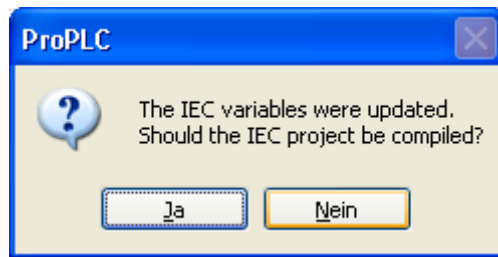 ProPLC
The IEC variables were updated.
Should the IEC project be compiled?
Ja
Nein